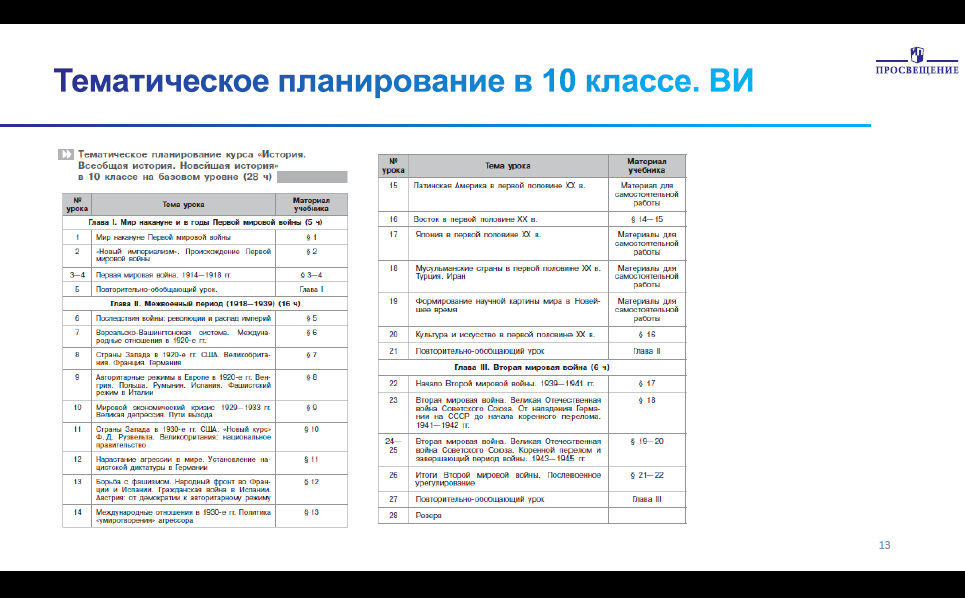 Тематическое планирование в 10 классе. ВИ
ПРОСВЕЩЕНИЕ
Тематическое планирование курса «История.
Всеобщая история. Новейшая история»
в 10 классе на базовом уровне (28 ч)
№ урока Тема урока Материал учебника
Глава I. Мир накануне и в годы Первой мировой войны (5 ч)
1 Мир накануне Первой мировой войны § 1
2 «Новый империализм». Происхождение Первой § 2
мировой войны
3—4 Первая мировая война. 1914—1918 гг. § 3—4
5 Повторительно-обобщающий урок. Глава I
Глава II. Межвоенный период (1918—1939) (16 ч)
6 Последствия войны: революции и распад империй § 5
7 Версальско-Вашингтонская система. Междуна- § 6
родные отношения в 1920-е гг.
8 Страны Запада в 1920-е гг. США. Великобрита- § 7
ния. Франция. Германия
9 Авторитарные режимы в Европе в 1920-е гг. Вен- § 8
грия. Польша. Румыния. Испания. Фашистский
режим в Италии
10 Мировой экономический кризис 1929—1933 гг. § 9
Великая депрессия. Пути выхода
11 Страны Запада в 1930-е гг. США: «Новый курс» § 10
Ф. Д. Рузвельта. Великобритания: национальное
правительство
12 Нарастание агрессии в мире. Установление на- § 11
цистской диктатуры в Германии
13 Борьба с фашизмом. Народный фронт во Фран- § 12
ции и Испании. Гражданская война в Испании.
Австрия: от демократии к авторитарному режиму
14 Международные отношения в 1930-е гг. Политика § 13
«умиротворения» агрессора
№ урока Тема урока Материал учебника
15 Латинская Америка в первой половине XX в. Материал для
самостоятельной
работы
16 Восток в первой половине XX в. § 14—15
17 Япония в первой половине XX в. Материалы для
самостоятельной
работы
18 Мусульманские страны в первой половине XX в. Материалы для
Турция. Иран самостоятельной
работы
19 Формирование научной картины мира в Новей- Материалы для
шее время самостоятельной
работы
20 Культура и искусство в первой половине XX в. § 16
21 Повторительно-обобщающий урок Глава II
Глава III. Вторая мировая война (6 ч)
22 Начало Второй мировой войны. 1939—1941 гг. § 17
23 Вторая мировая война. Великая Отечественная § 18
война Советского Союза. От нападения Герма-
нии на СССР до начала коренного перелома.
1941—1942 гг.
24— Вторая мировая война. Великая Отечественная § 19—20
25 война Советского Союза. Коренной перелом и
завершающий период войны. 1943—1945 гг.
26 Итоги Второй мировой войны. Послевоенное § 21—22
урегулирование
27 Повторительно-обобщающий урок Глава III
28 Резерв
13